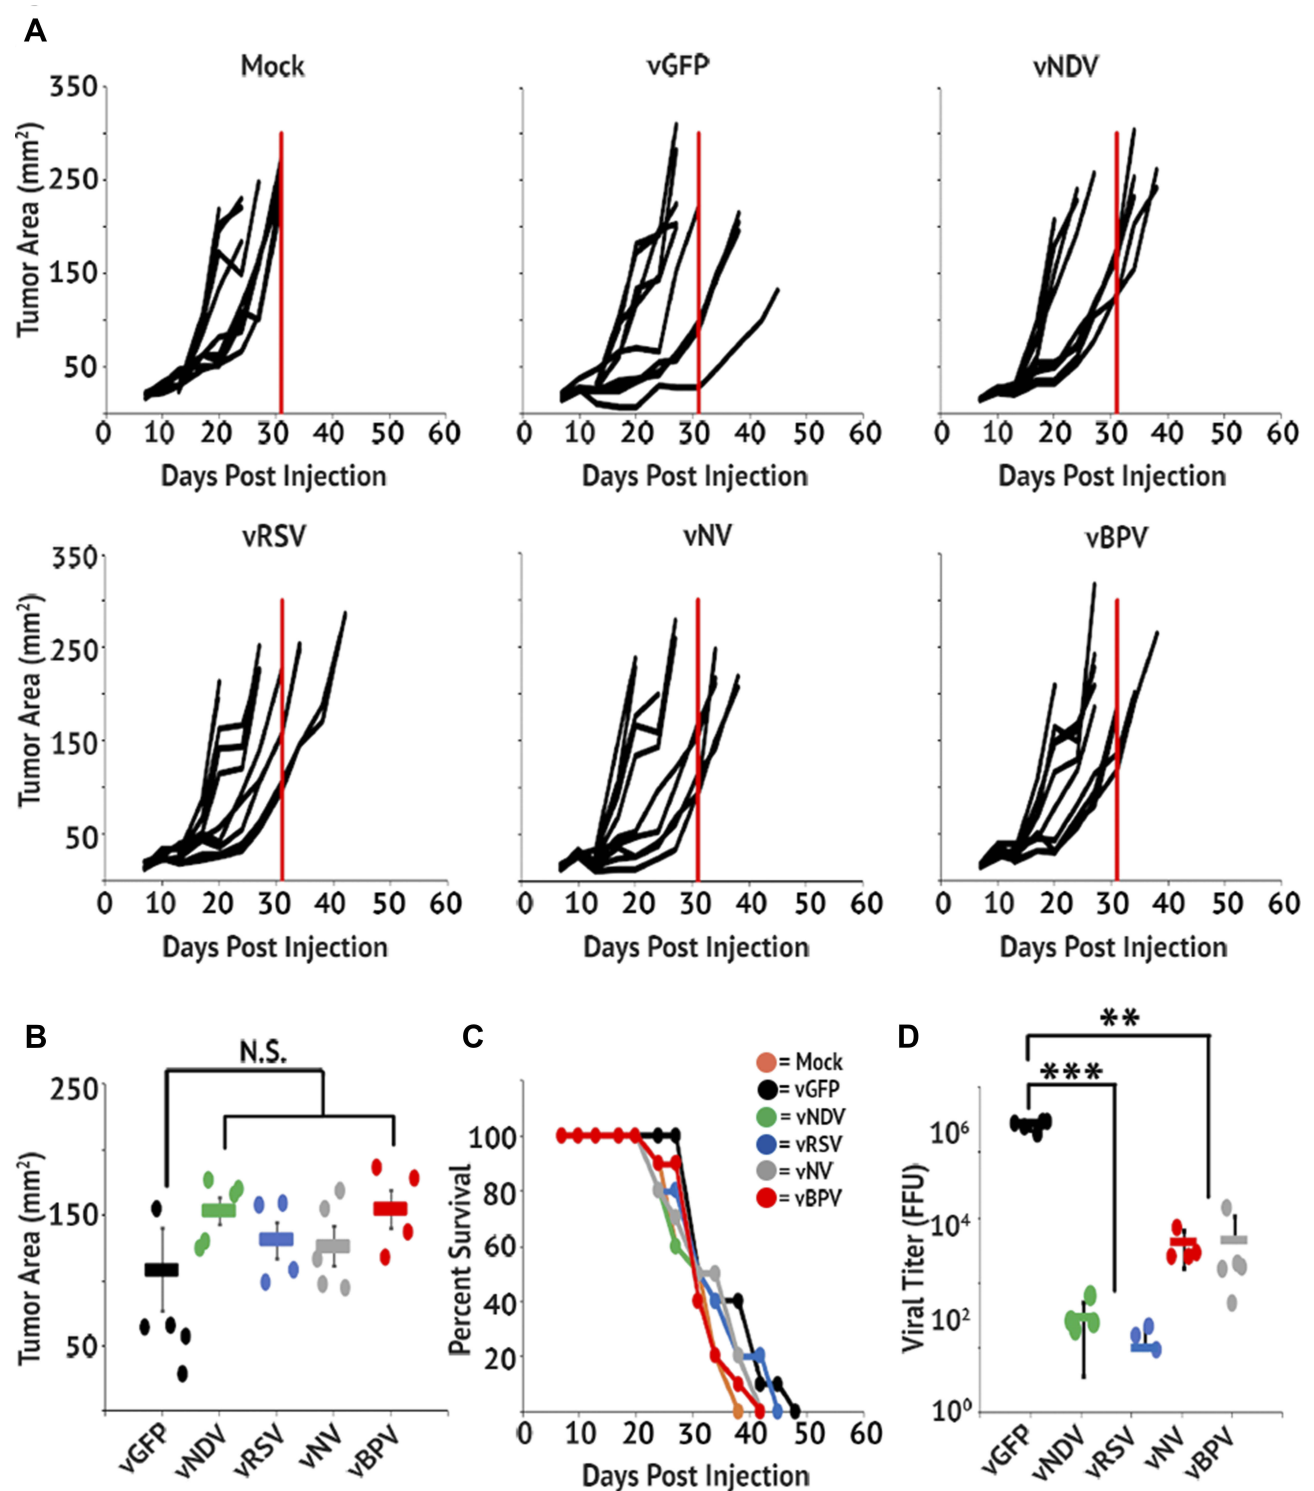 A
Mock
vGFP
vNDV
350
250
150
50
Tumor Area (mm²)
0 10 20 30 40 50 60
0 10 20 30 40 50 60
0 10 20 30 40 50 60
Days Post Injection
Days Post Injection
Days Post Injection
vRSV
vNV
vBPV
350
250
150
50
Tumor Area (mm²)
0 10 20 30 40 50 60
0 10 20 30 40 50 60
0 10 20 30 40 50 60
Days Post Injection
Days Post Injection
Days Post Injection
B
N.S.
250
150
50
Tumor Area (mm²)
vGFP
vNDV
vRSV
vNV
vBPV
C
= Mock
= vGFP
= vNDV
= vRSV
= vNV
= vBPV
100
80
60
40
20
Percent Survival
0 10 20 30 40 50 60
Days Post Injection
D
**
***
10⁶
10⁴
10²
10⁰
Viral Titer (FFU)
vGFP
vNDV
vRSV
vNV
vBPV